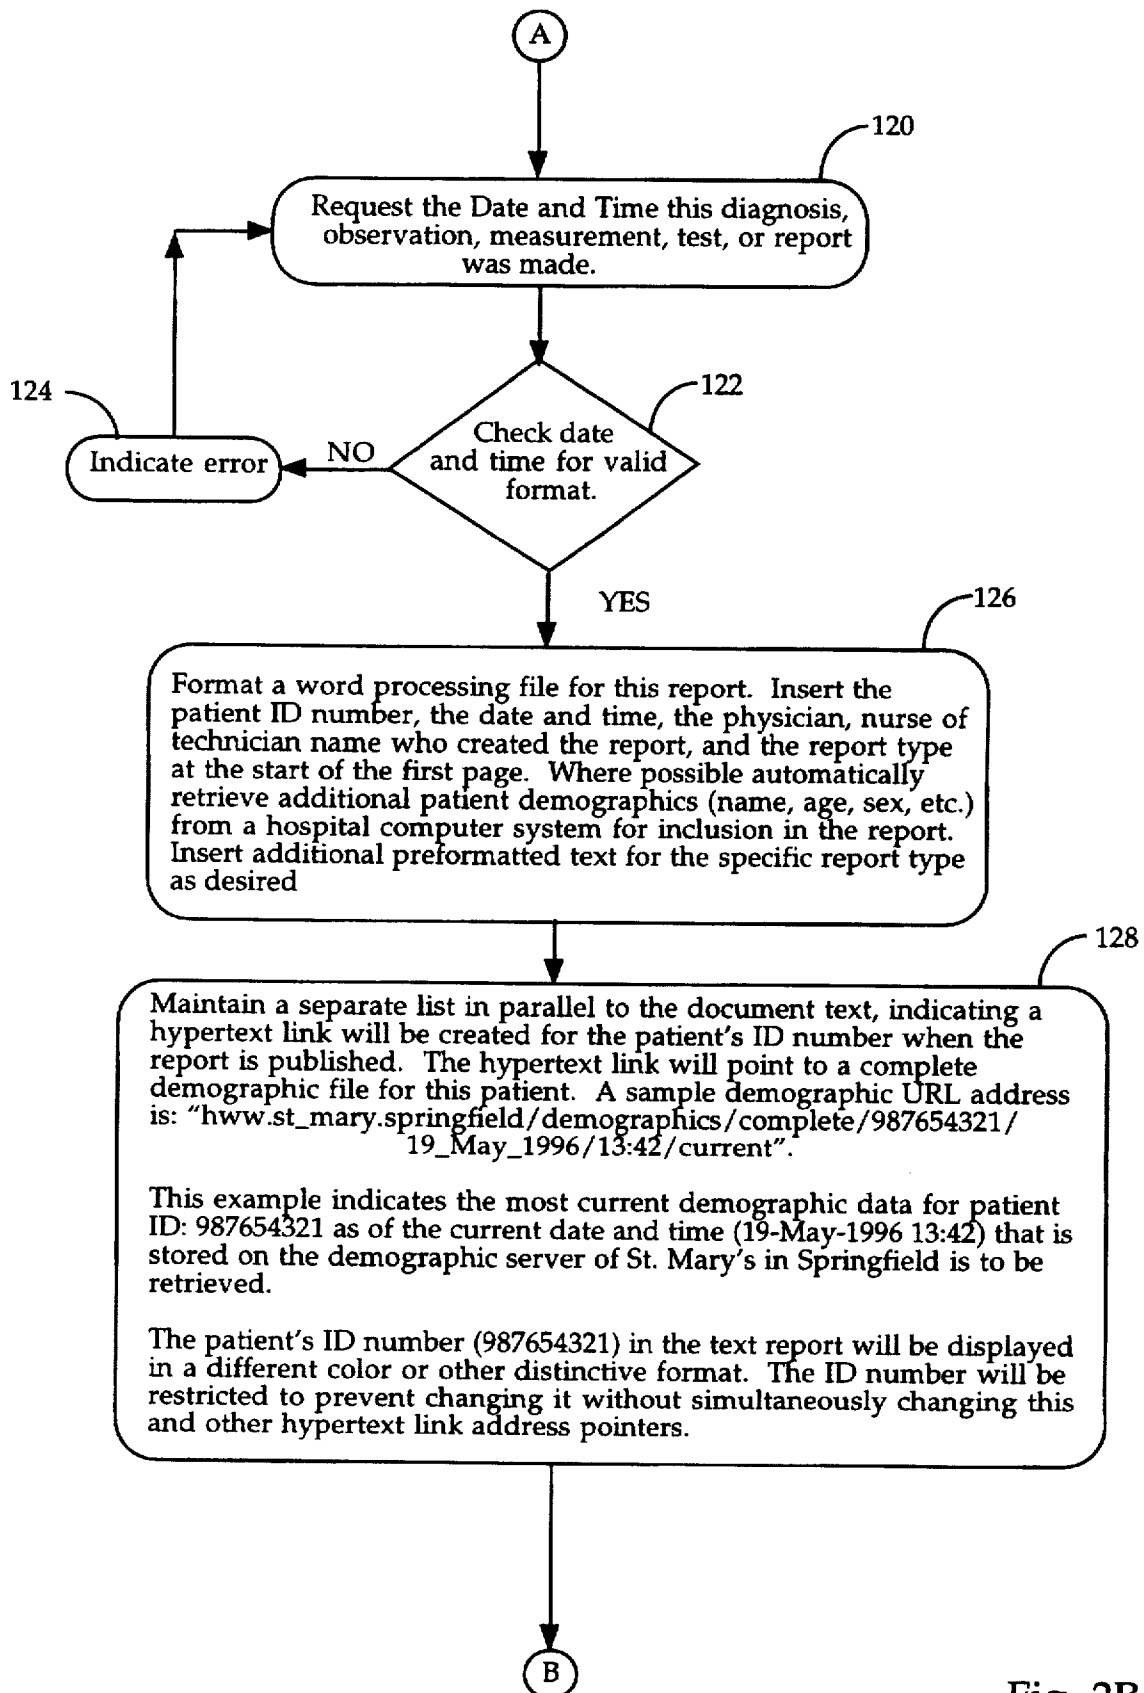 A
120
Request the Date and Time this diagnosis,
observation, measurement, test, or report
was made.
124
122
Check date
and time for valid
format.
NO
Indicate error
YES
126
Format a word processing file for this report. Insert the
patient ID number, the date and time, the physician, nurse of
technician name who created the report, and the report type
at the start of the first page. Where possible automatically
retrieve additional patient demographics (name, age, sex, etc.)
from a hospital computer system for inclusion in the report.
Insert additional preformatted text for the specific report type
as desired
128
Maintain a separate list in parallel to the document text, indicating a
hypertext link will be created for the patient's ID number when the
report is published. The hypertext link will point to a complete
demographic file for this patient. A sample demographic URL address
is: "hww.st_mary.springfield/demographics/complete/987654321/
19_May_1996/13:42/current".
This example indicates the most current demographic data for patient
ID: 987654321 as of the current date and time (19-May-1996 13:42) that is
stored on the demographic server of St. Mary's in Springfield is to be
retrieved.
The patient's ID number (987654321) in the text report will be displayed
in a different color or other distinctive format. The ID number will be
restricted to prevent changing it without simultaneously changing this
and other hypertext link address pointers.
B
Fig. 2B